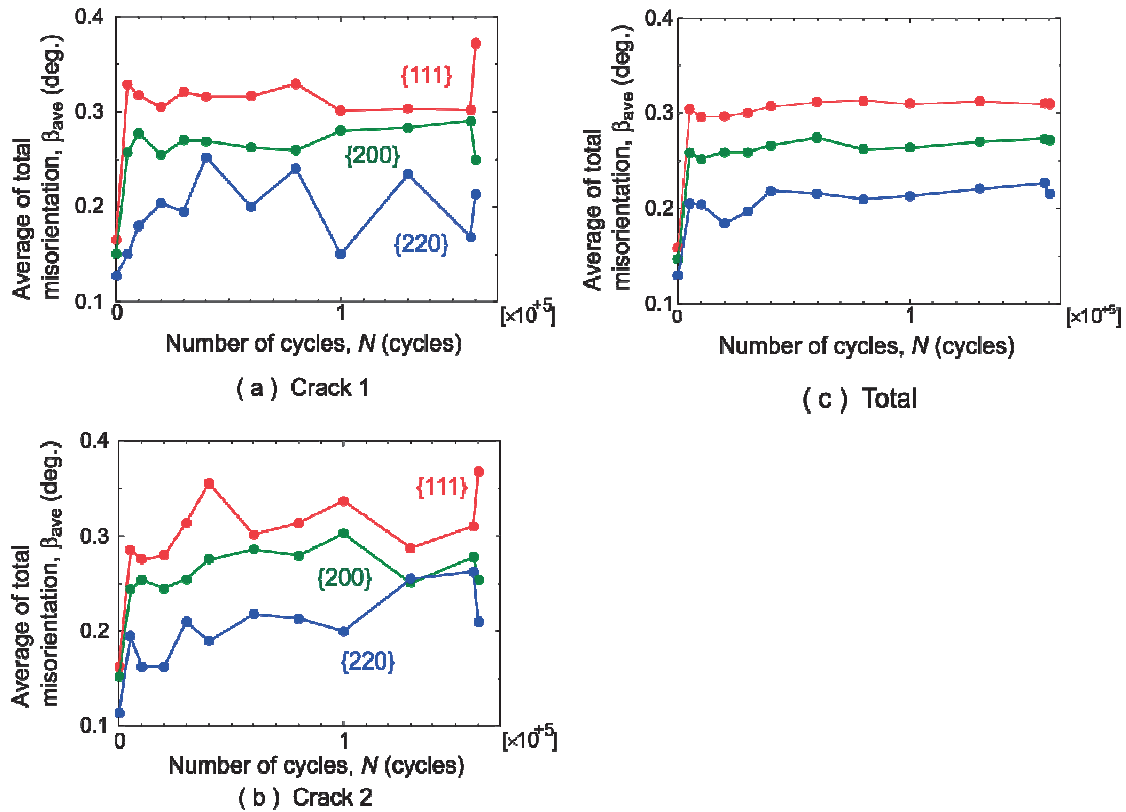 0.4
0.3
0.2
0.1
Average of total
misorientation, βave (deg.)
{111}
{200}
{220}
0
1
[×10+5]
Number of cycles, N (cycles)
( a ) Crack 1
0.4
0.3
0.2
0.1
Average of total
misorientation, βave (deg.)
0
1
[×10+5]
Number of cycles, N (cycles)
( c ) Total
0.4
0.3
0.2
0.1
Average of total
misorientation, βave (deg.)
{111}
{200}
{220}
0
1
[×10+5]
Number of cycles, N (cycles)
( b ) Crack 2